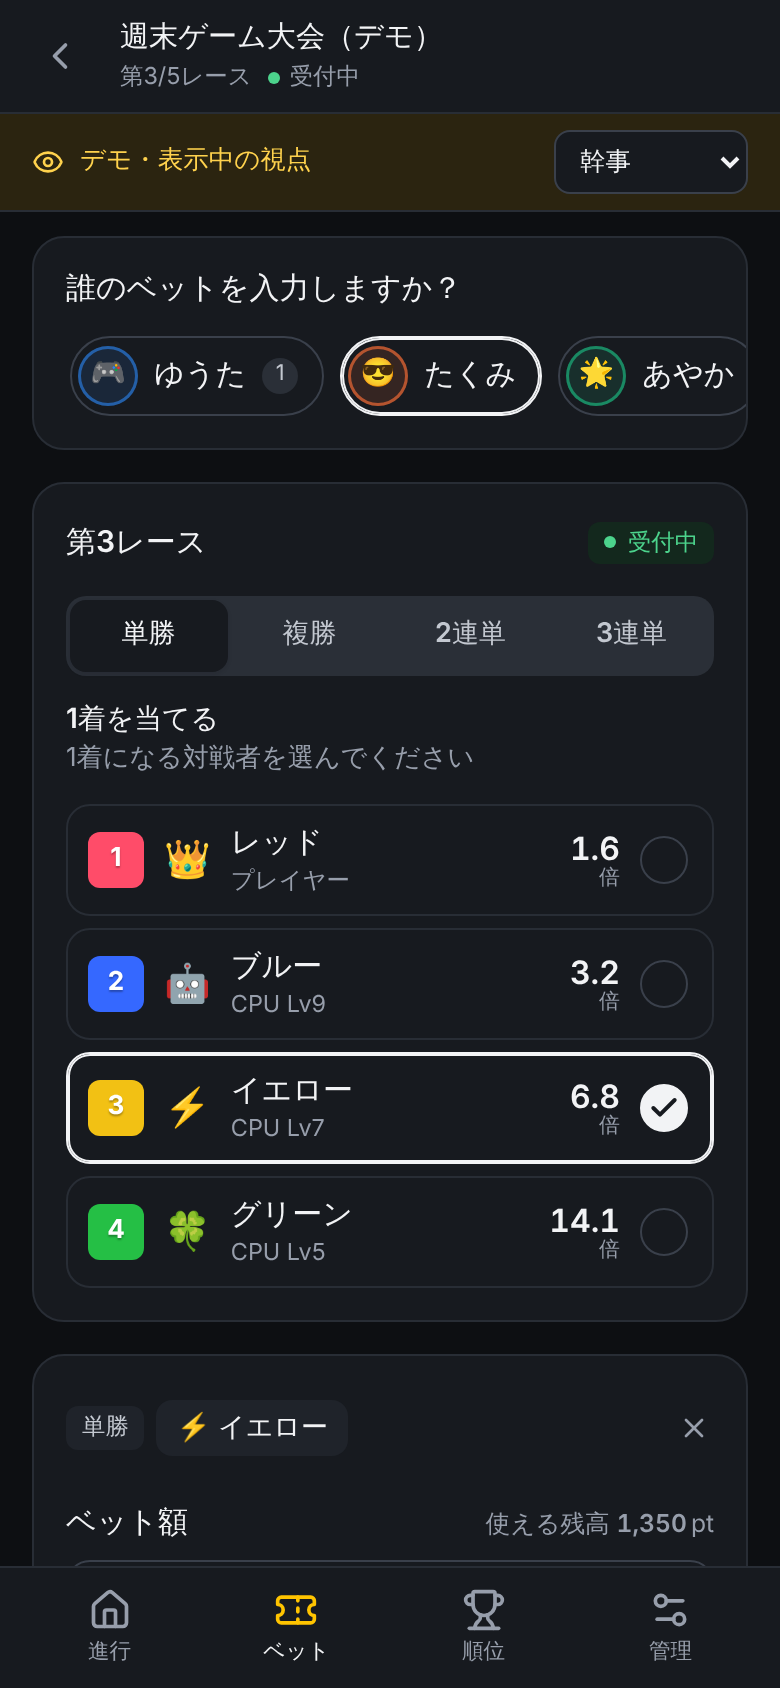 週末ゲーム大会（デモ）
第3/5レース 受付中
デモ・表示中の視点
幹事
誰のベットを入力しますか？
ゆうた 1
たくみ
あやか
第3レース
受付中
単勝
複勝
2連単
3連単
1着を当てる
1着になる対戦者を選んでください
1
レッド
プレイヤー
1.6
倍
2
ブルー
CPU Lv9
3.2
倍
3
イエロー
CPU Lv7
6.8
倍
4
グリーン
CPU Lv5
14.1
倍
単勝
イエロー
ベット額
使える残高 1,350 pt
進行
ベット
順位
管理